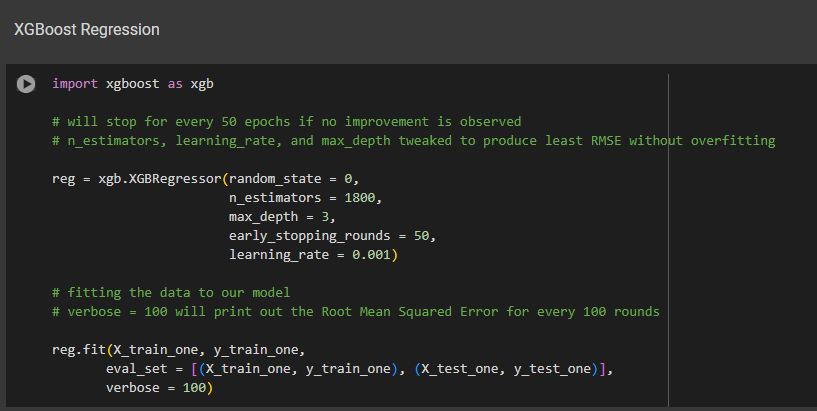 XGBoost Regression
import xgboost as xgb
# will stop for every 50 epochs if no improvement is observed
# n_estimators, learning_rate, and max_depth tweaked to produce least RMSE without overfitting
reg = xgb.XGBRegressor(random_state = 0,
n_estimators = 1800,
max_depth = 3,
early_stopping_rounds = 50,
learning_rate = 0.001)
# fitting the data to our model
# verbose = 100 will print out the Root Mean Squared Error for every 100 rounds
reg.fit(X_train_one, y_train_one,
eval_set = [(X_train_one, y_train_one), (X_test_one, y_test_one)],
verbose = 100)